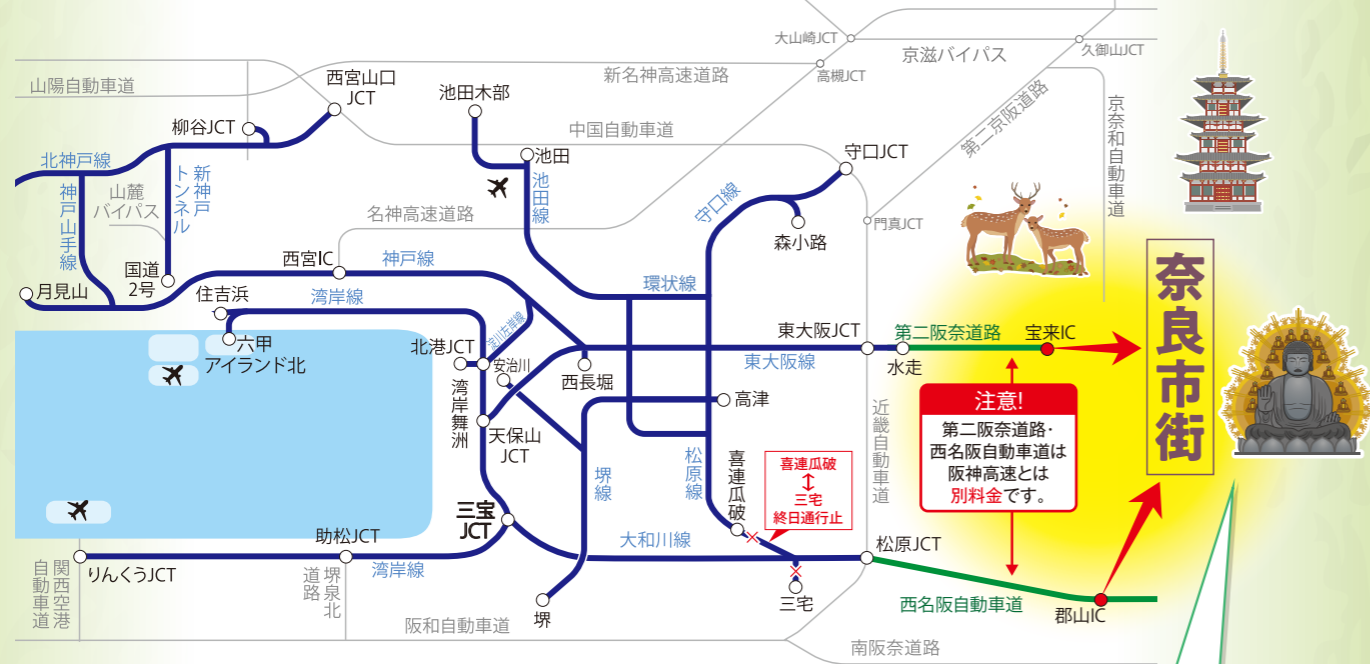 大山崎JCT
京滋バイパス
久御山JCT
山陽自動車道
西宮山口
JCT
新名神高速道路
高槻JCT
池田木部
柳谷JCT
中国自動車道
第二京阪道路
京奈和自動車道
北神戸線
池田
守口JCT
新神戸
トンネル
山麓
バイパス
神戸山手線
池田線
守口線
名神高速道路
門真JCT
森小路
西宮IC
神戸線
国道
2号
月見山
住吉浜
湾岸線
環状線
奈良市街
淀川左岸線
東大阪JCT
第二阪奈道路
宝来IC
六甲
アイランド北
北港JCT
安治川
西長堀
東大阪線
水走
湾岸舞洲
高津
注意!
第二阪奈道路・
西名阪自動車道は
阪神高速とは
別料金です。
近畿自動車道
天保山
JCT
堺線
松原線
喜連瓜破
喜連瓜破
↕
三宅
終日通行止
三宝
JCT
大和川線
松原JCT
助松JCT
りんくうJCT
湾岸線
関西空港
自動車道
堺泉北
道路
堺
三宅
西名阪自動車道
郡山IC
阪和自動車道
南阪奈道路